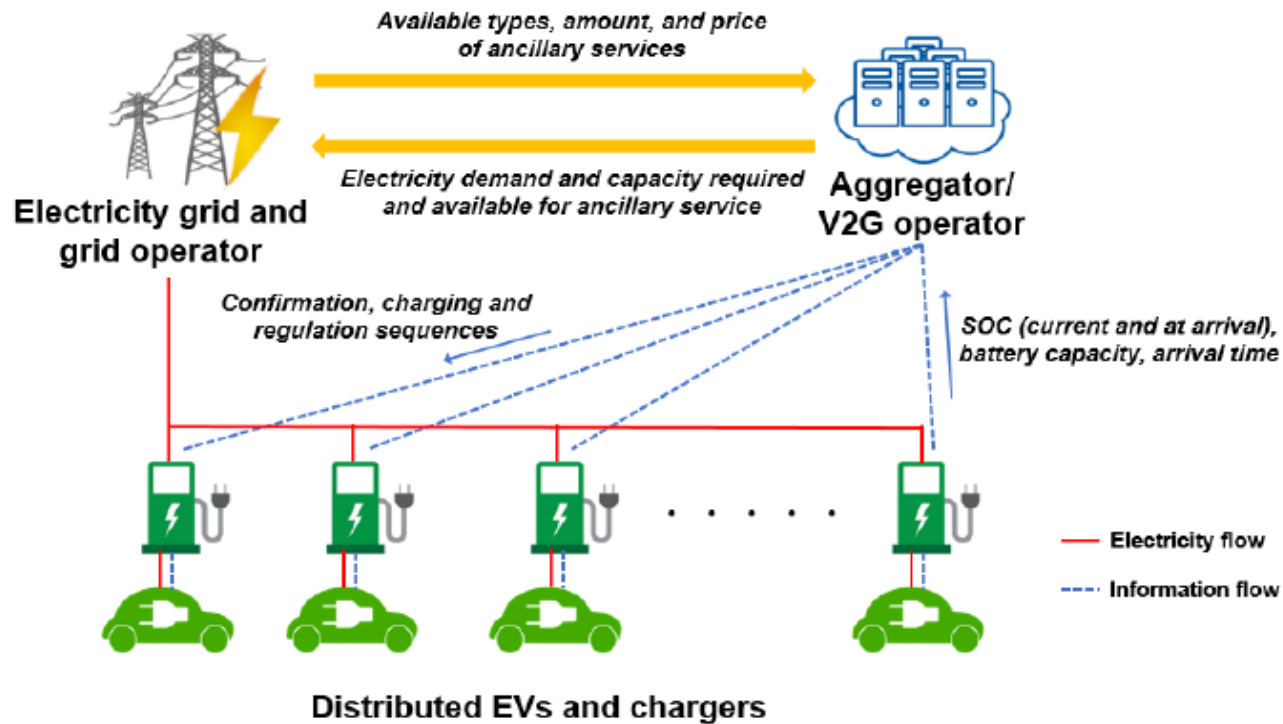 Available types, amount, and price
of ancillary services
Electricity demand and capacity required
and available for ancillary service
Electricity grid and
grid operator
Aggregator/
V2G operator
Confirmation, charging and
regulation sequences
SOC (current and at arrival),
battery capacity, arrival time
Electricity flow
Information flow
Distributed EVs and chargers